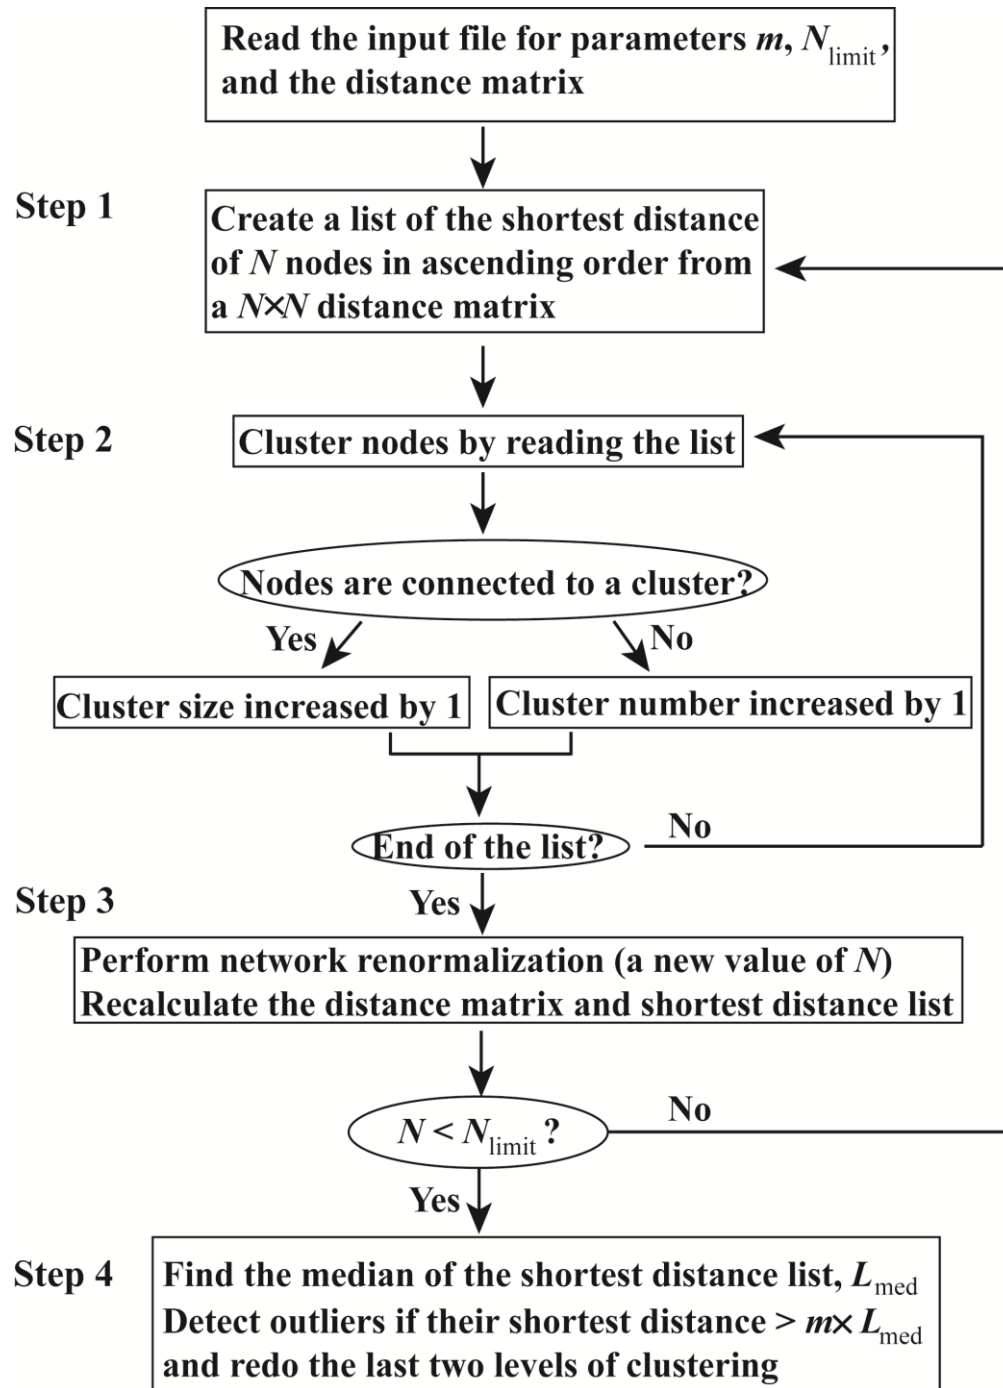 Read the input file for parameters m, N_limit,
and the distance matrix
Step 1
Create a list of the shortest distance
of N nodes in ascending order from
a N×N distance matrix
Step 2
Cluster nodes by reading the list
Nodes are connected to a cluster?
Yes
No
Cluster size increased by 1
Cluster number increased by 1
End of the list?
No
Step 3
Yes
Perform network renormalization (a new value of N)
Recalculate the distance matrix and shortest distance list
N < N_limit ?
No
Yes
Step 4
Find the median of the shortest distance list, L_med
Detect outliers if their shortest distance > m× L_med
and redo the last two levels of clustering